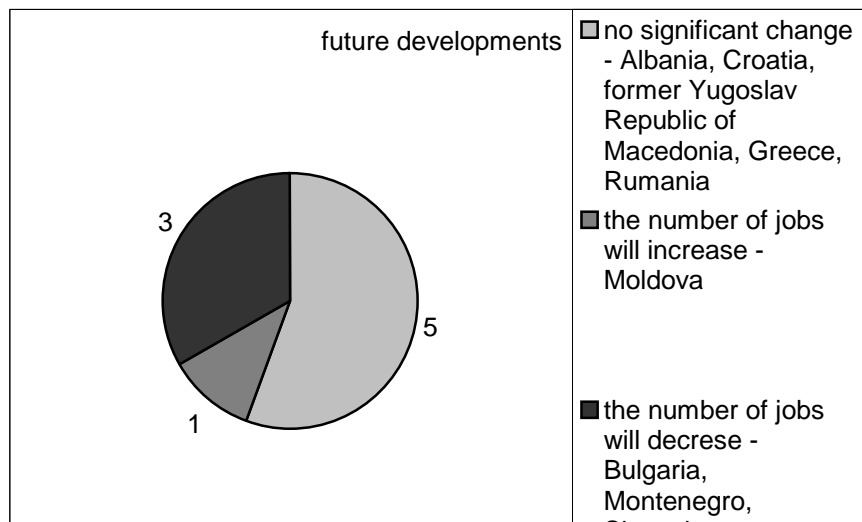 future developments
no significant change
- Albania, Croatia,
former Yugoslav
Republic of
Macedonia, Greece,
Rumania
the number of jobs
will increase -
Moldova
the number of jobs
will decrese -
Bulgaria,
Montenegro,
3
5
1